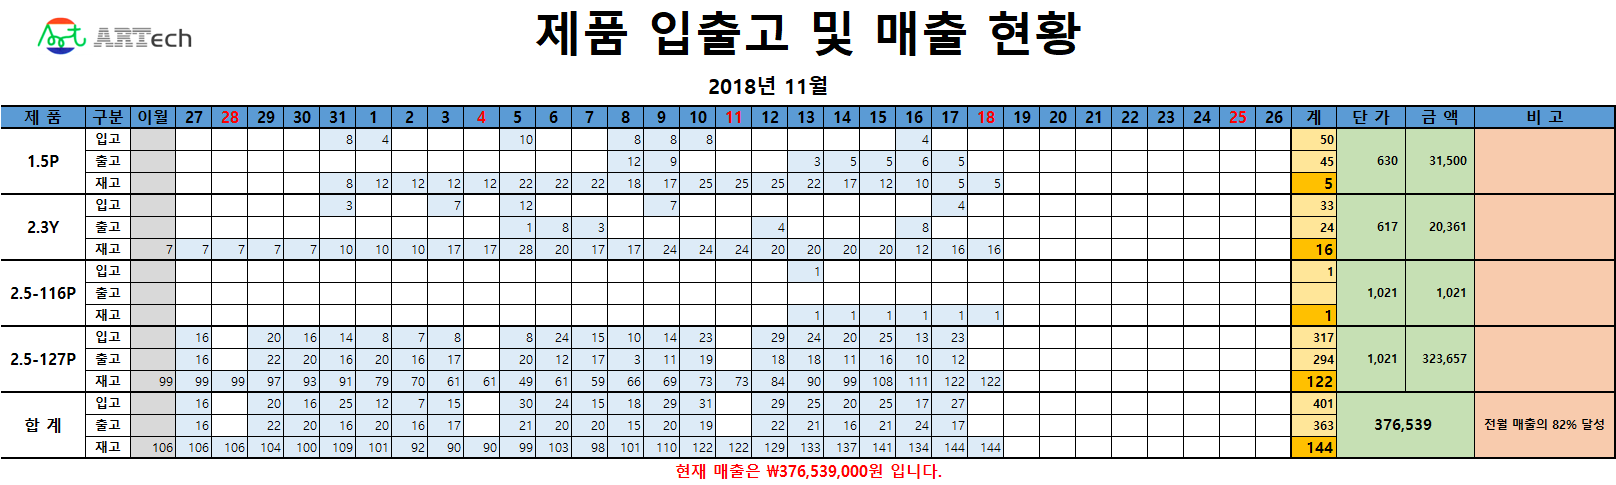 ARTech
제품 입출고 및 매출 현황
2018년 11월
제 품 구분 이월 27 28 29 30 31 1 2 3 4 5 6 7 8 9 10 11 12 13 14 15 16 17 18 19 20 21 22 23 24 25 26 계 단 가 금 액 비 고
1.5P 입고 8 4 10 8 8 8 4 50 630 31,500
출고 12 9 3 5 5 6 5 45
재고 8 12 12 12 12 22 22 22 18 17 25 25 25 22 17 12 10 5 5 5
2.3Y 입고 3 7 12 7 4 33 617 20,361
출고 1 8 3 4 8 24
재고 7 7 7 7 7 10 10 10 17 17 28 20 17 17 24 24 24 20 20 20 20 12 16 16 16
2.5-116P 입고 1 1 1,021 1,021
출고
재고 1 1 1 1 1 1 1
2.5-127P 입고 16 20 16 14 8 7 8 8 24 15 10 14 23 29 24 20 25 13 23 317 1,021 323,657
출고 16 22 20 16 20 16 17 20 12 17 3 11 19 18 18 11 16 10 12 294
재고 99 99 99 97 93 91 79 70 61 61 49 61 59 66 69 73 73 84 90 99 108 111 122 122 122
합 계 입고 16 20 16 25 12 7 15 30 24 15 18 29 31 29 25 20 25 17 27 401 376,539 전월 매출의 82% 달성
출고 16 22 20 16 20 16 17 21 20 20 15 20 19 22 21 16 21 24 17 363
재고 106 106 106 104 100 109 101 92 90 90 99 103 98 101 110 122 122 129 133 137 141 134 144 144 144
현재 매출은 ₩376,539,000원 입니다.